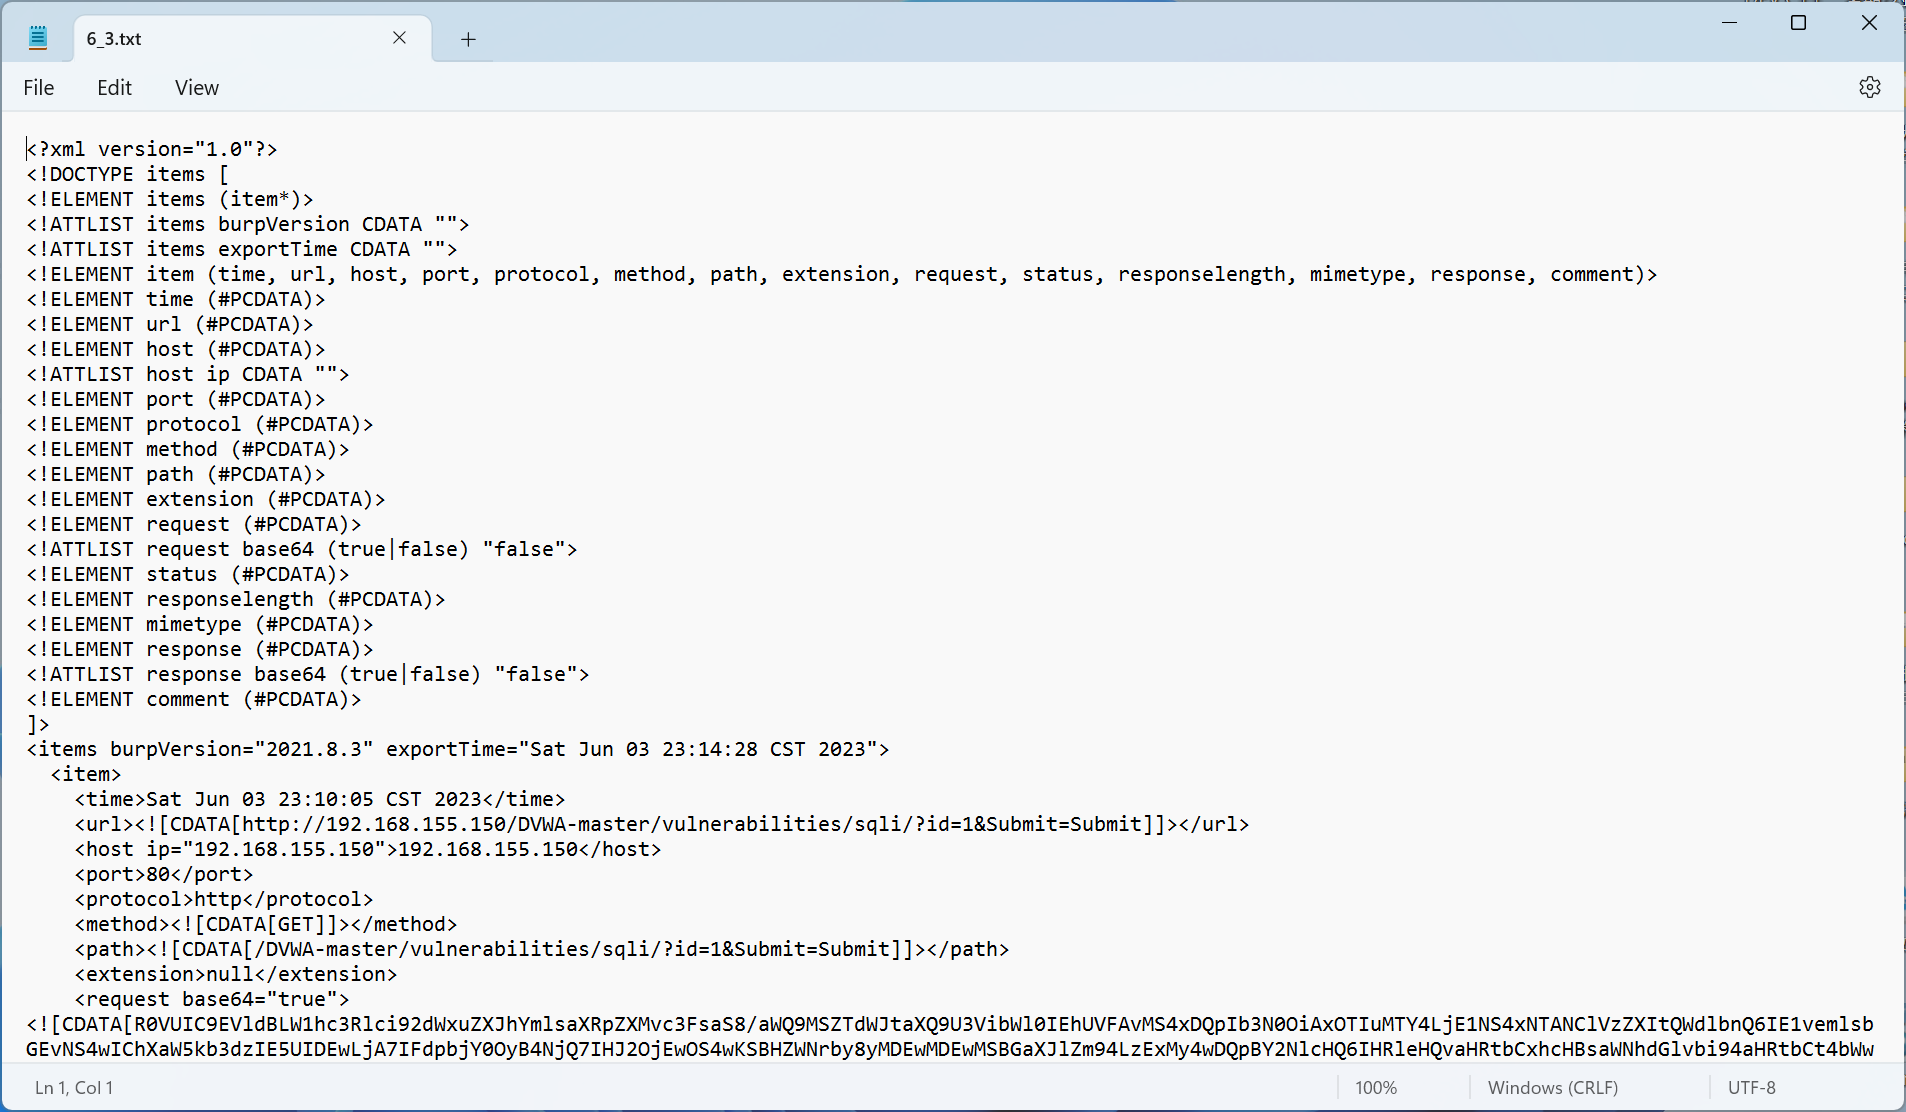 6_3.txt
File Edit View
<?xml version="1.0"?>
<!DOCTYPE items [
<!ELEMENT items (item*)>
<!ATTLIST items burpVersion CDATA "">
<!ATTLIST items exportTime CDATA "">
<!ELEMENT item (time, url, host, port, protocol, method, path, extension, request, status, responselength, mimetype, response, comment)>
<!ELEMENT time (#PCDATA)>
<!ELEMENT url (#PCDATA)>
<!ELEMENT host (#PCDATA)>
<!ATTLIST host ip CDATA "">
<!ELEMENT port (#PCDATA)>
<!ELEMENT protocol (#PCDATA)>
<!ELEMENT method (#PCDATA)>
<!ELEMENT path (#PCDATA)>
<!ELEMENT extension (#PCDATA)>
<!ELEMENT request (#PCDATA)>
<!ATTLIST request base64 (true|false) "false">
<!ELEMENT status (#PCDATA)>
<!ELEMENT responselength (#PCDATA)>
<!ELEMENT mimetype (#PCDATA)>
<!ELEMENT response (#PCDATA)>
<!ATTLIST response base64 (true|false) "false">
<!ELEMENT comment (#PCDATA)>
]>
<items burpVersion="2021.8.3" exportTime="Sat Jun 03 23:14:28 CST 2023">
<item>
<time>Sat Jun 03 23:10:05 CST 2023</time>
<url><![CDATA[http://192.168.155.150/DVWA-master/vulnerabilities/sqli/?id=1&Submit=Submit]]></url>
<host ip="192.168.155.150">192.168.155.150</host>
<port>80</port>
<protocol>http</protocol>
<method><![CDATA[GET]]></method>
<path><![CDATA[/DVWA-master/vulnerabilities/sqli/?id=1&Submit=Submit]]></path>
<extension>null</extension>
<request base64="true">
<![CDATA[R0VUIC9EVldBLW1hc3Rlci92dWxuZXJhYmlsaXRpZXMvc3FsaS8/aWQ9MSZTdWJtaXQ9U3VibWl0IEhUVFAvMS4xDQpIb3N0OiAxOTIuMTY4LjE1NS4xNTANClVzZXItQWdlbnQ6IE1vemlsb
GEvNS4wIChXaW5kb3dzIE5UIDEwLjA7IFdpbjY0OyB4NjQ7IHJ2OjEwOS4wKSBHZWNrby8yMDEwMDEwMSBGaXJlZm94LzExMy4wDQpBY2NlcHQ6IHRleHQvaHRtbCxhcHBsaWNhdGlvbi94aHRtbCt4bWw
Ln 1, Col 1 100% Windows (CRLF) UTF-8